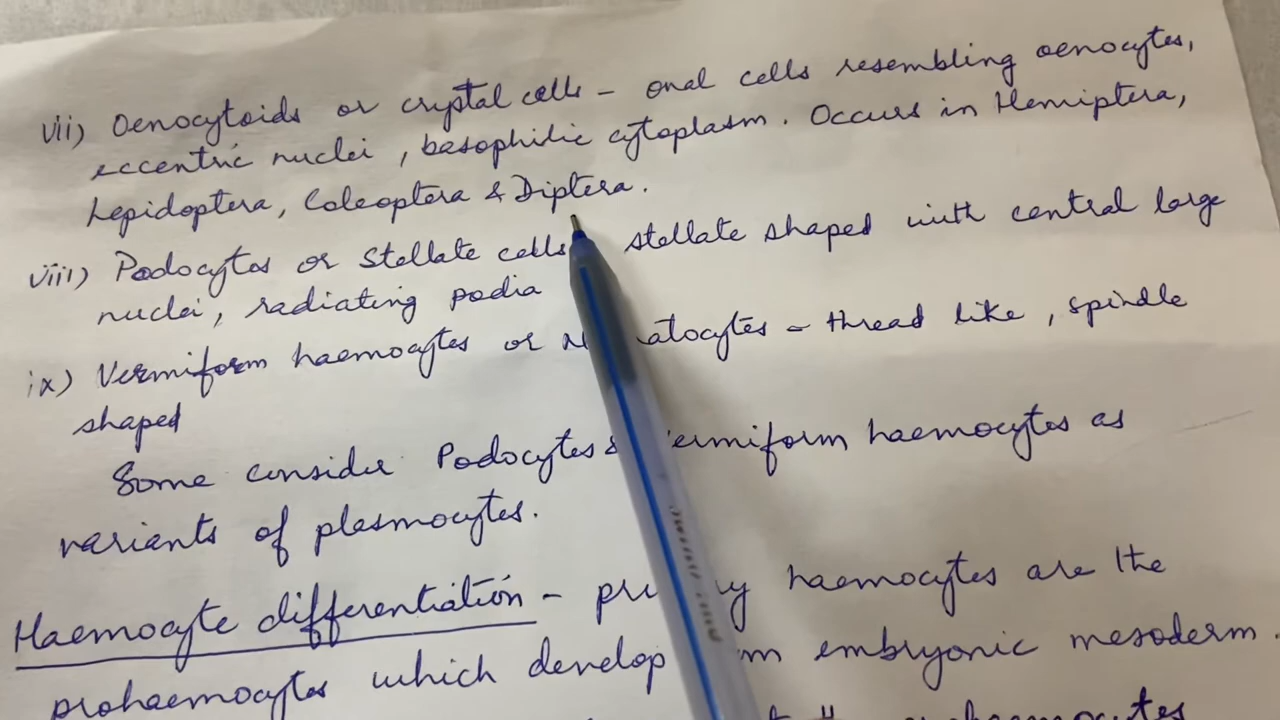 vii) Oenocytoids or crystal cells - oval cells resembling oenocytes,
eccentric nuclei, basophilic cytoplasm. Occurs in Hemiptera,
Lepidoptera, Coleoptera & Diptera.
viii) Podocytes or Stellate cells stellate shaped with central large
nuclei, radiating podia
ix) Vermiform haemocytes or - thread like, spindle
shaped
Some consider Podocytes & vermiform haemocytes as
variants of plasmocytes.
Haemocyte differentiation - haemocytes are the
prohaemocytes which develop embryonic mesoderm.